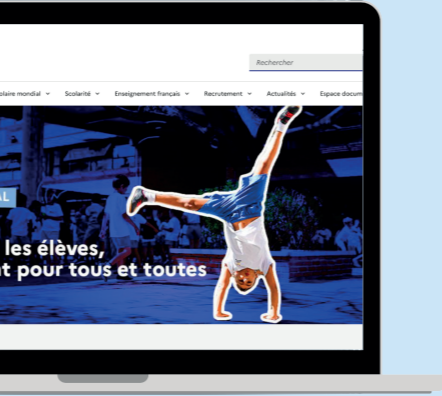 Rechercher
olaire mondial Scolarité Enseignement français Recrutement Actualités Espace docum
AL
les élèves,
t pour tous et toutes